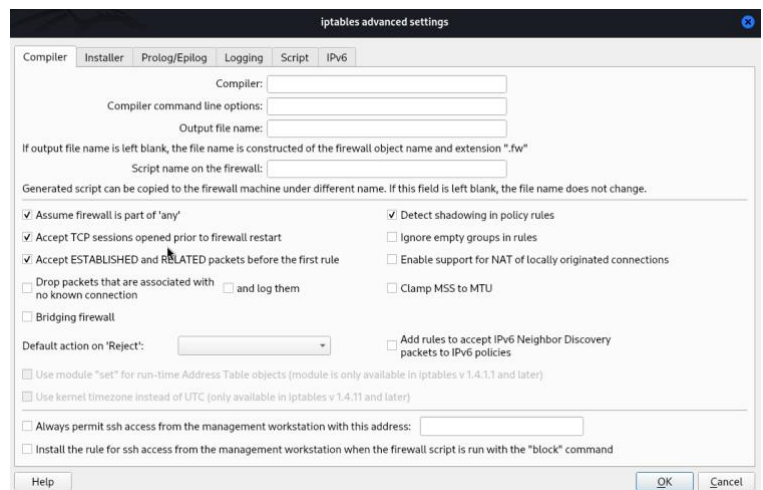 iptables advanced settings
Compiler Installer Prolog/Epilog Logging Script IPv6
Compiler:
Compiler command line options:
Output file name:
If output file name is left blank, the file name is constructed of the firewall object name and extension ".fw"
Script name on the firewall:
Generated script can be copied to the firewall machine under different name. If this field is left blank, the file name does not change.
Assume firewall is part of 'any'
Detect shadowing in policy rules
Accept TCP sessions opened prior to firewall restart
Ignore empty groups in rules
Accept ESTABLISHED and RELATED packets before the first rule
Enable support for NAT of locally originated connections
Drop packets that are associated with
no known connection
and log them
Clamp MSS to MTU
Bridging firewall
Default action on 'Reject':
Add rules to accept IPv6 Neighbor Discovery
packets to IPv6 policies
Use module "set" for run-time Address Table objects (module is only available in iptables v 1.4.1.1 and later)
Use kernel timezone instead of UTC (only available in iptables v 1.4.11 and later)
Always permit ssh access from the management workstation with this address:
Install the rule for ssh access from the management workstation when the firewall script is run with the "block" command
Help OK Cancel